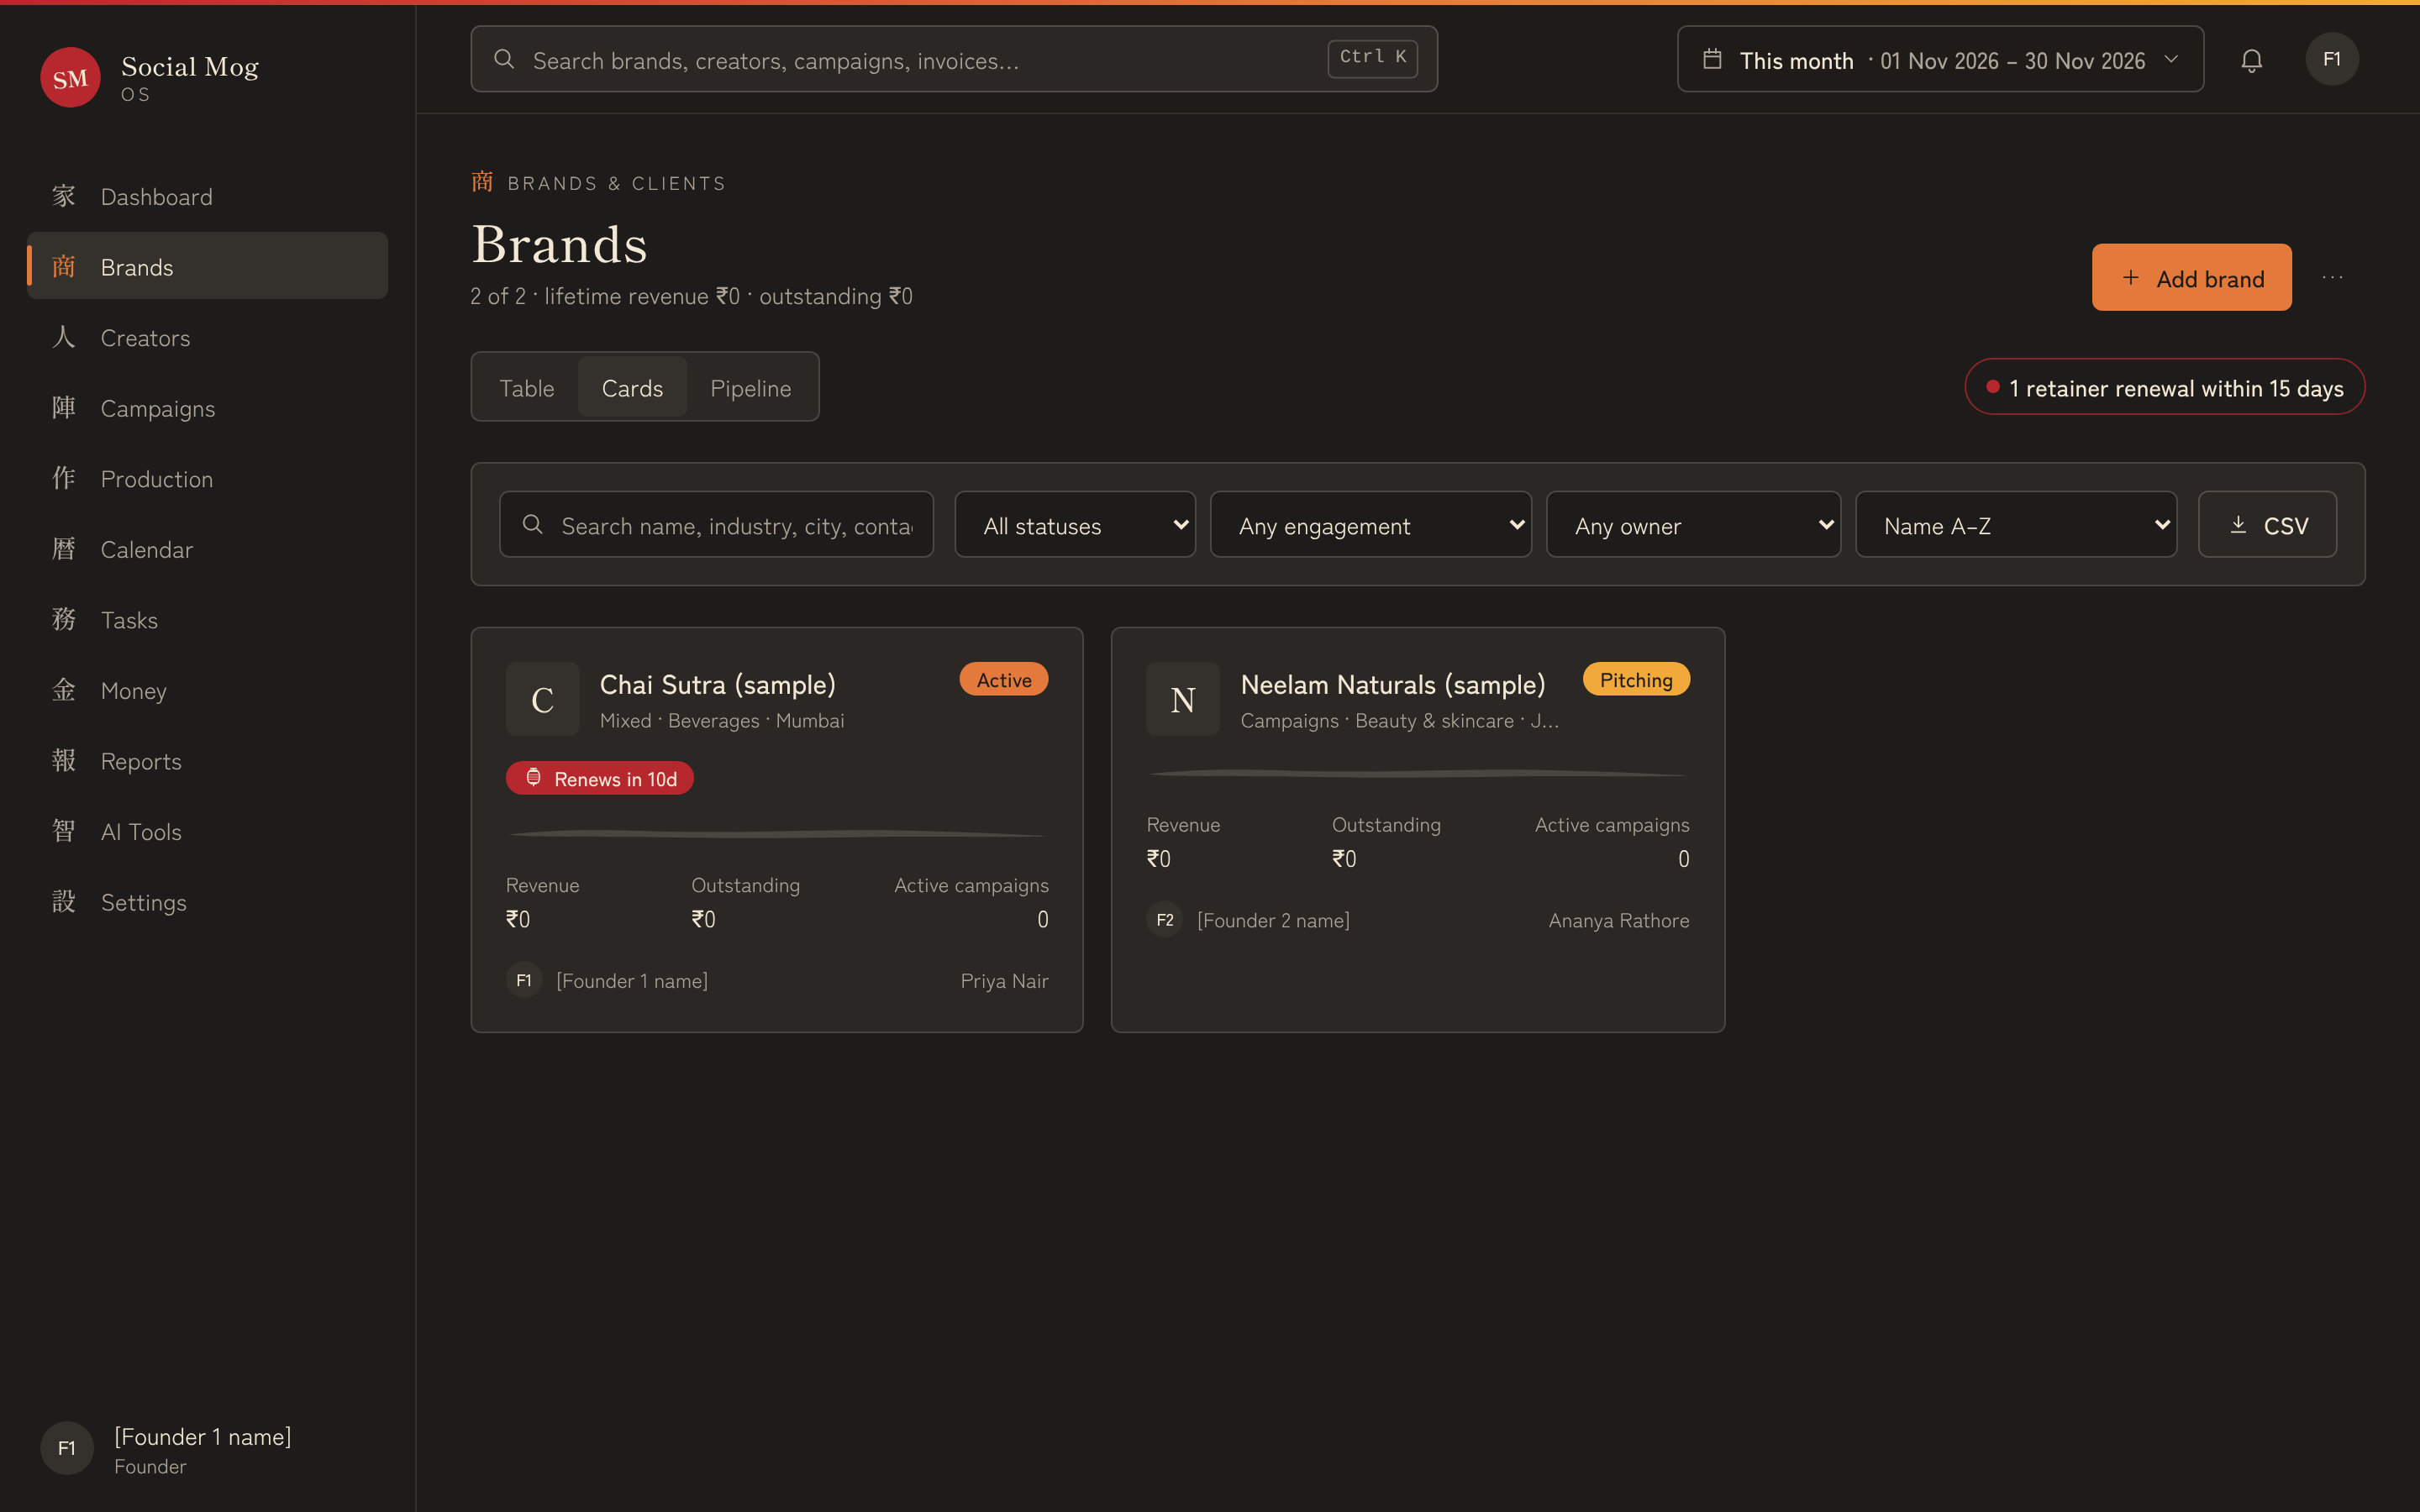 SM
Social Mog
OS
Search brands, creators, campaigns, invoices...
Ctrl K
This month · 01 Nov 2026 – 30 Nov 2026
F1
家 Dashboard
商 Brands
人 Creators
陣 Campaigns
作 Production
暦 Calendar
務 Tasks
金 Money
報 Reports
智 AI Tools
設 Settings
F1
[Founder 1 name]
Founder
商 BRANDS & CLIENTS
Brands
2 of 2 · lifetime revenue ₹0 · outstanding ₹0
+ Add brand
...
Table Cards Pipeline
1 retainer renewal within 15 days
Search name, industry, city, conta
All statuses
Any engagement
Any owner
Name A–Z
CSV
C
Chai Sutra (sample)
Active
Mixed · Beverages · Mumbai
Renews in 10d
Revenue Outstanding Active campaigns
₹0 ₹0 0
F1 [Founder 1 name] Priya Nair
N
Neelam Naturals (sample)
Pitching
Campaigns · Beauty & skincare · J...
Revenue Outstanding Active campaigns
₹0 ₹0 0
F2 [Founder 2 name] Ananya Rathore